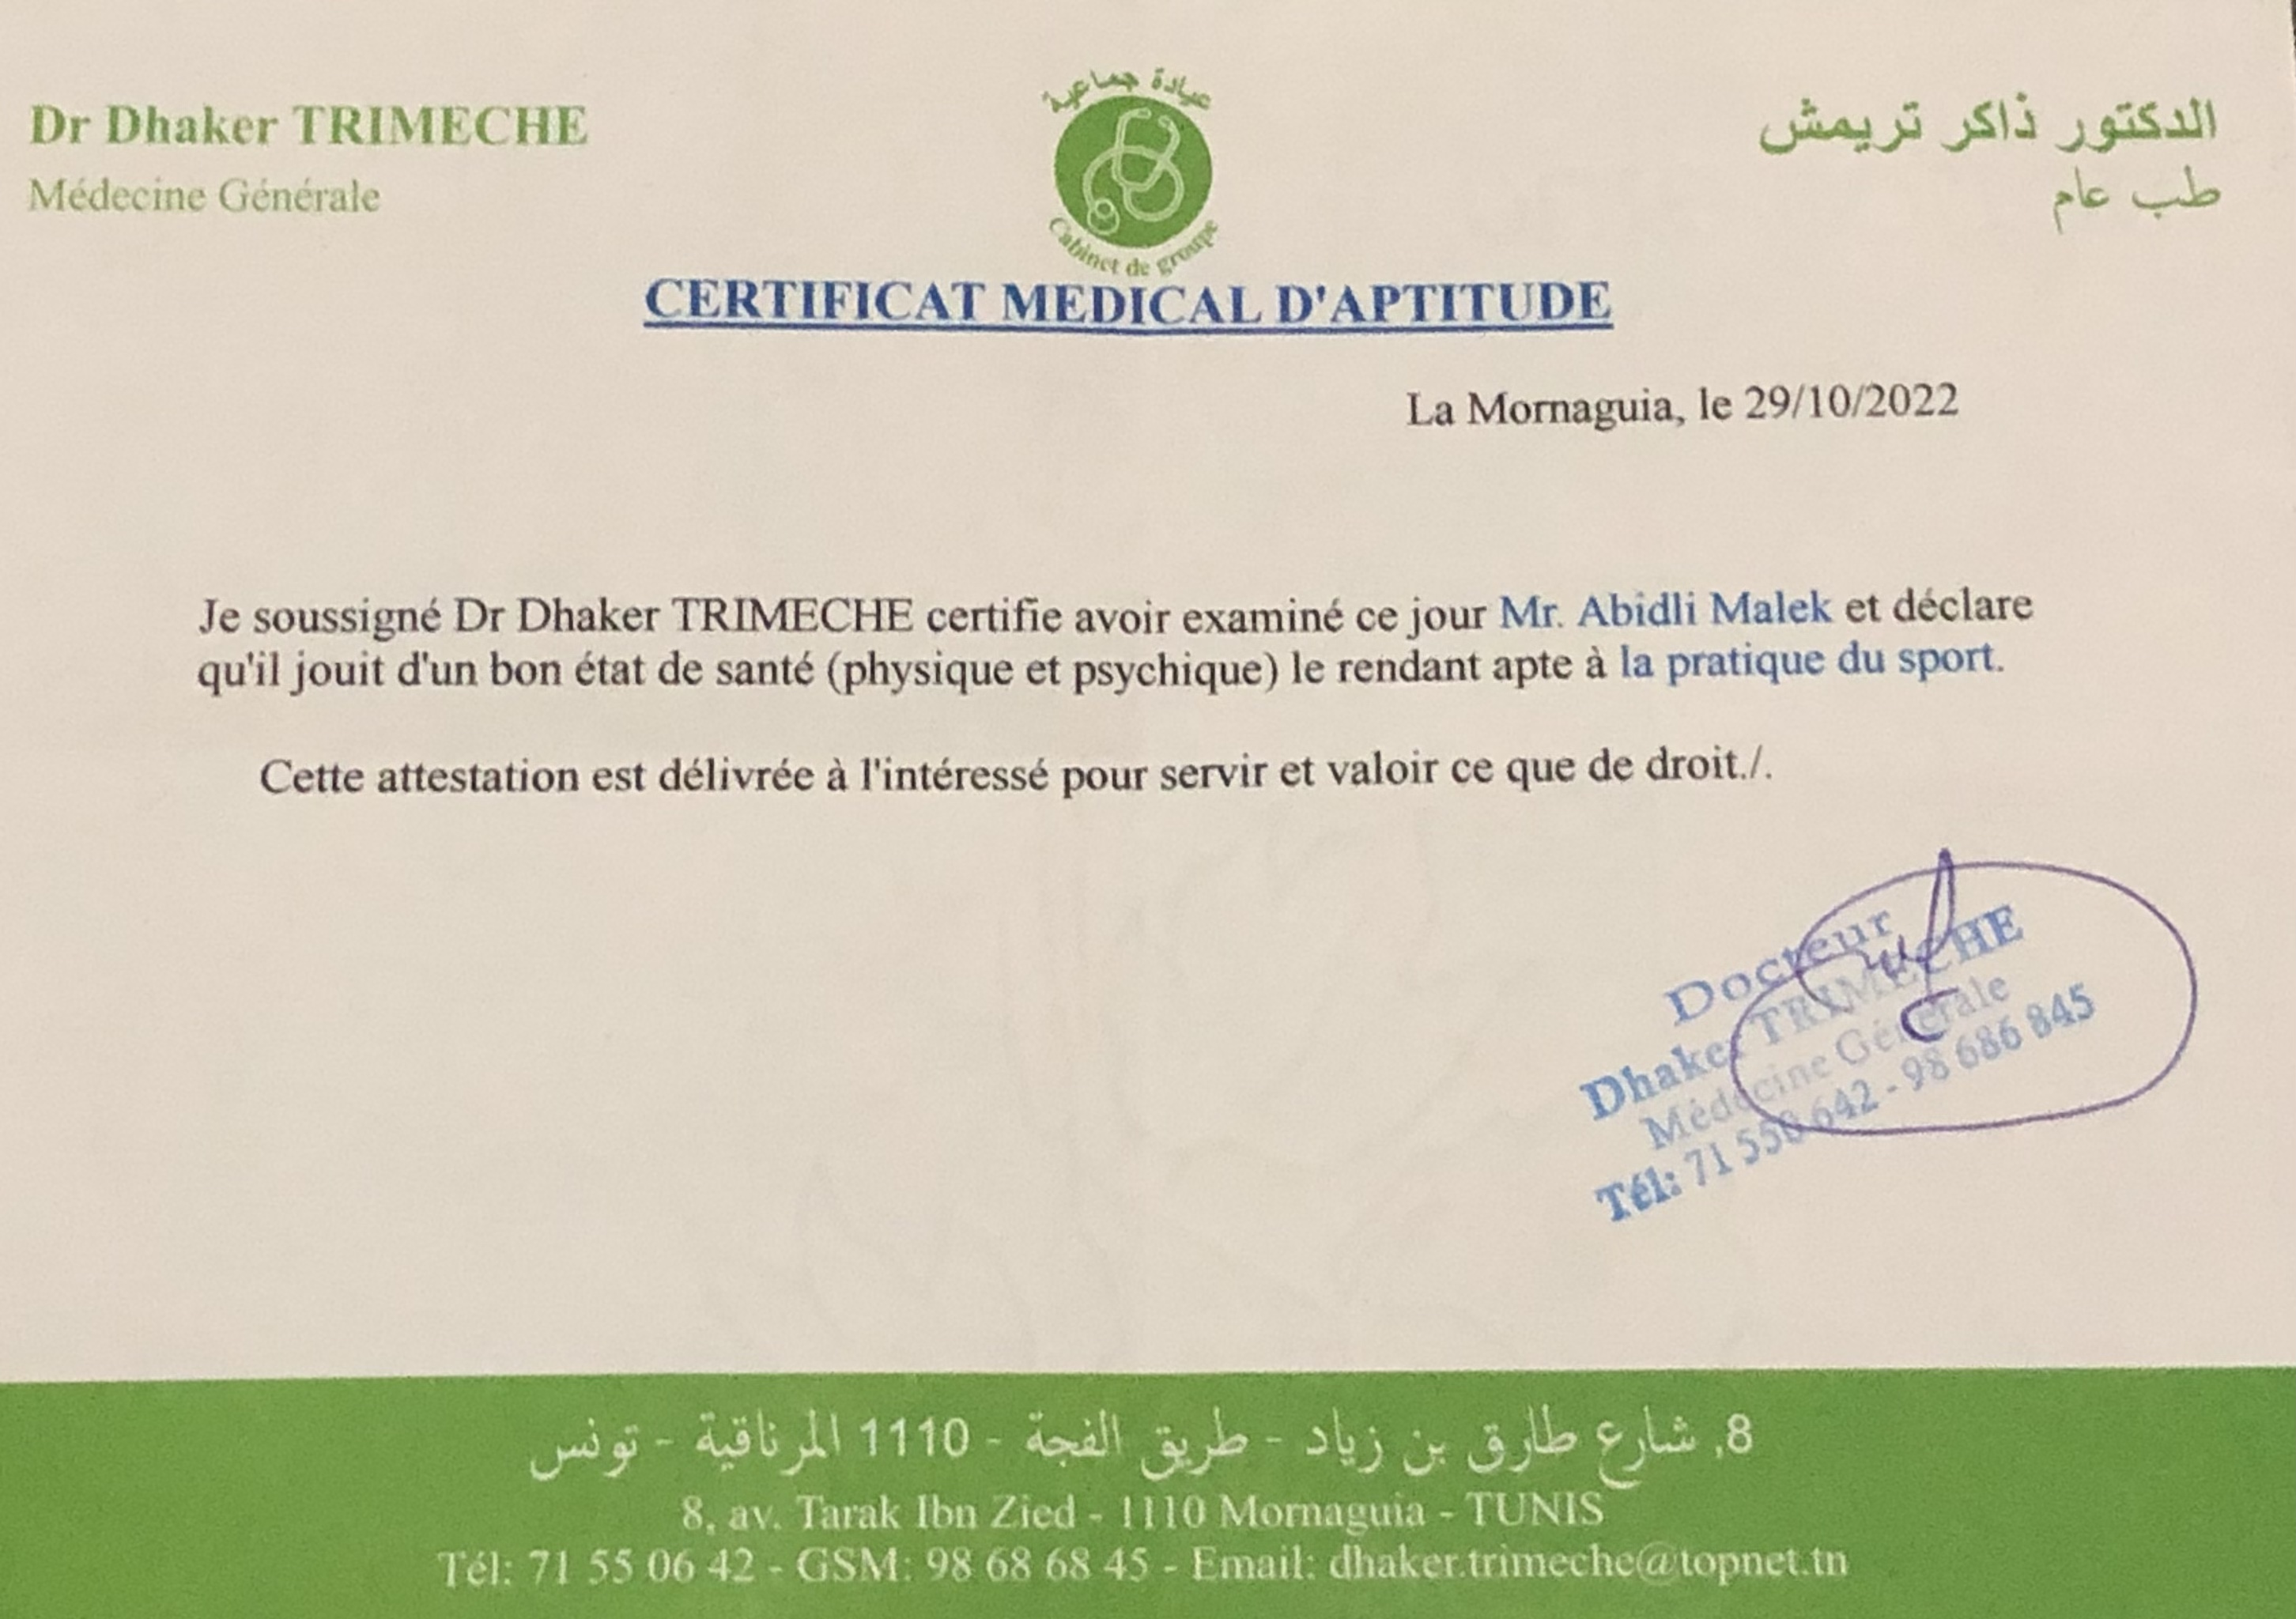 Dr Dhaker TRIMECHE
Médecine Générale
عيادة جماعية
Cabinet de groupe
الدكتور ذاكر تريمش
طب عام
CERTIFICAT MEDICAL D'APTITUDE
La Mornaguia, le 29/10/2022
Je soussigné Dr Dhaker TRIMECHE certifie avoir examiné ce jour Mr. Abidli Malek et déclare
qu'il jouit d'un bon état de santé (physique et psychique) le rendant apte à la pratique du sport.
Cette attestation est délivrée à l'intéressé pour servir et valoir ce que de droit./.
Docteur
Dhaker TRIMECHE
Médecine Générale
Tél: 71 550 642 - 98 686 845
8, شارع طارق بن زياد - طريق الفجة - 1110 المرناقية - تونس
8, av. Tarak Ibn Zied - 1110 Mornaguia - TUNIS
Tél: 71 55 06 42 - GSM: 98 68 68 45 - Email: dhaker.trimeche@topnet.tn